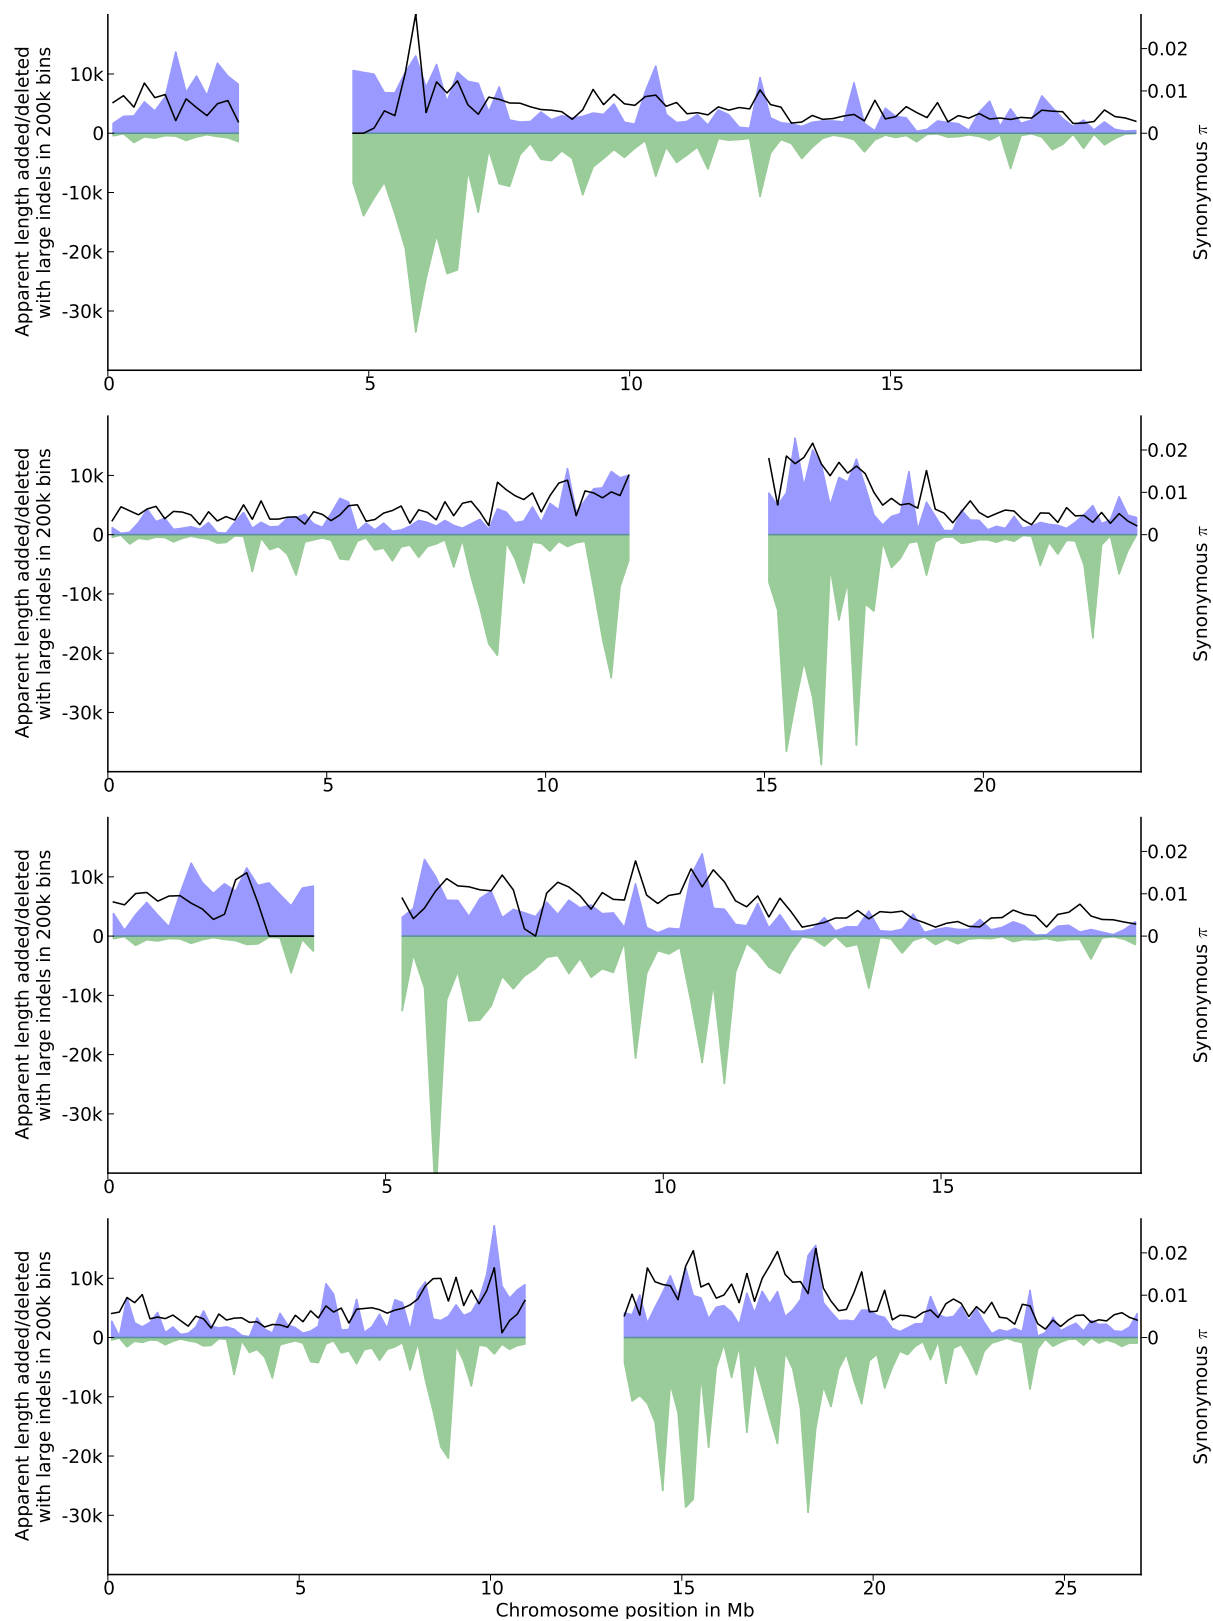 Apparent length added/deleted
with large indels in 200k bins
10k
0
-10k
-20k
-30k
0.02
0.01
0
Synonymous π
0 5 10 15
Apparent length added/deleted
with large indels in 200k bins
10k
0
-10k
-20k
-30k
0.02
0.01
0
Synonymous π
0 5 10 15 20
Apparent length added/deleted
with large indels in 200k bins
10k
0
-10k
-20k
-30k
0.02
0.01
0
Synonymous π
0 5 10 15
Apparent length added/deleted
with large indels in 200k bins
10k
0
-10k
-20k
-30k
0.02
0.01
0
Synonymous π
0 5 10 15 20 25
Chromosome position in Mb